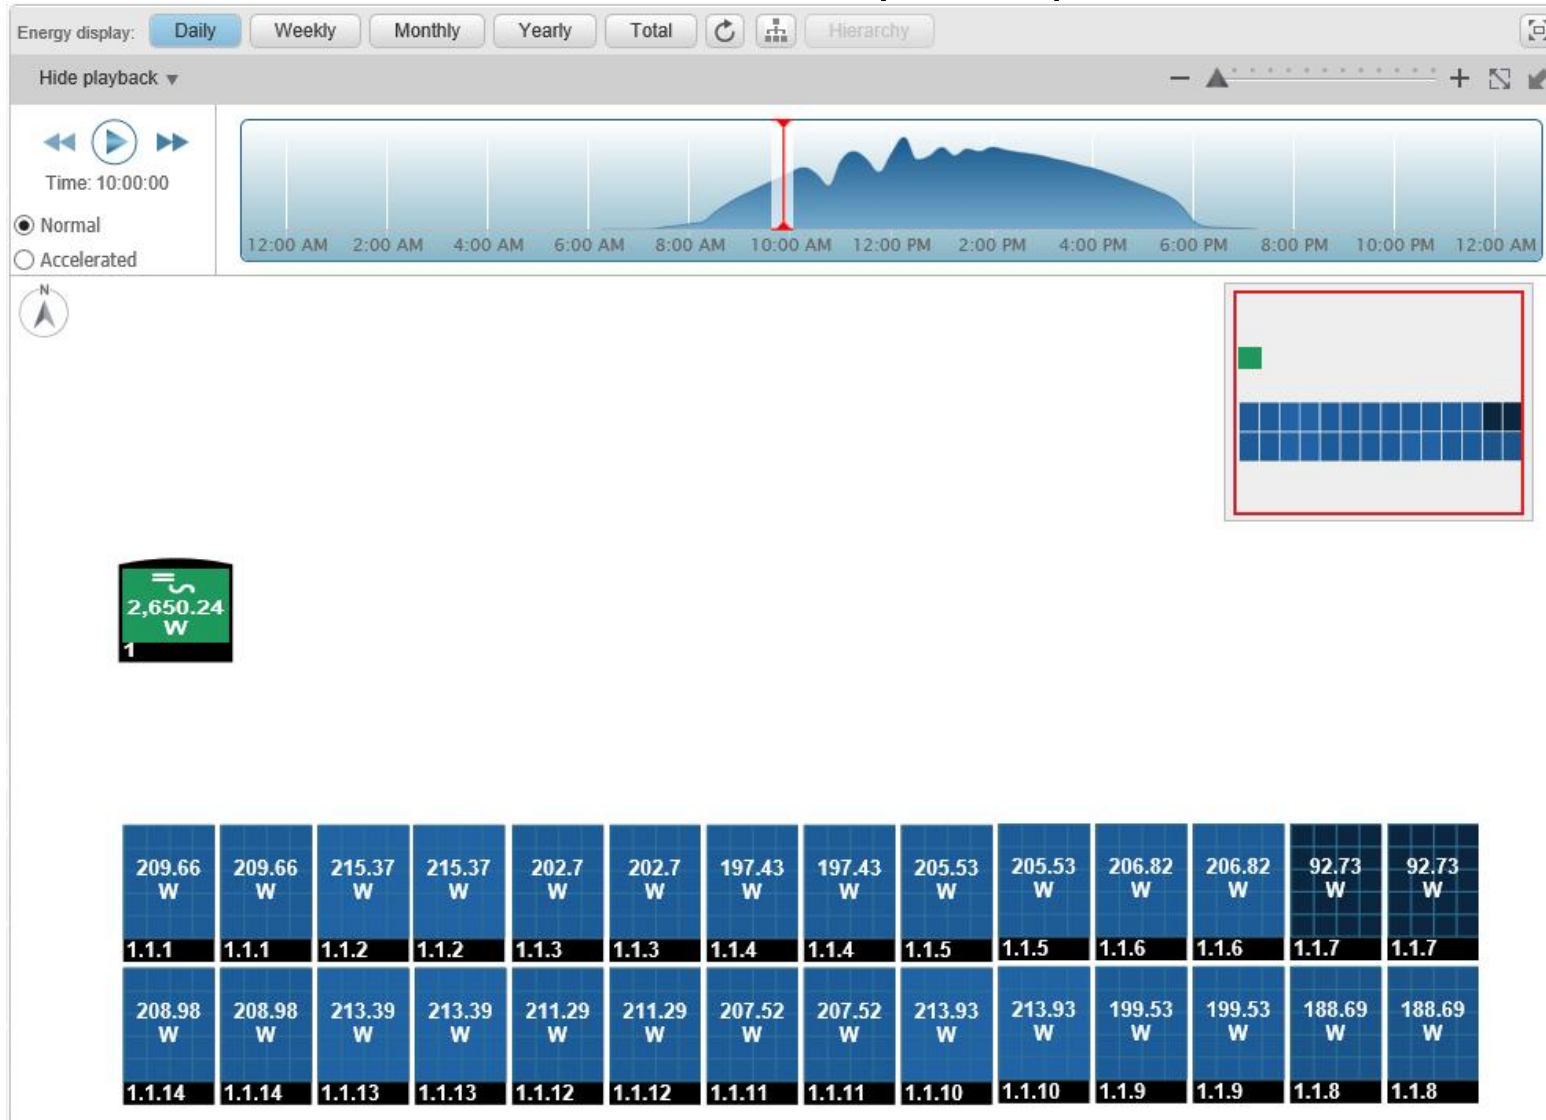 Energy display: Daily Weekly Monthly Yearly Total Hierarchy
Hide playback
Time: 10:00:00
Normal
Accelerated
12:00 AM 2:00 AM 4:00 AM 6:00 AM 8:00 AM 10:00 AM 12:00 PM 2:00 PM 4:00 PM 6:00 PM 8:00 PM 10:00 PM 12:00 AM
N
2,650.24
W
1
209.66 209.66 215.37 215.37 202.7 202.7 197.43 197.43 205.53 205.53 206.82 206.82 92.73 92.73
W W W W W W W W W W W W W W
1.1.1 1.1.1 1.1.2 1.1.2 1.1.3 1.1.3 1.1.4 1.1.4 1.1.5 1.1.5 1.1.6 1.1.6 1.1.7 1.1.7
208.98 208.98 213.39 213.39 211.29 211.29 207.52 207.52 213.93 213.93 199.53 199.53 188.69 188.69
W W W W W W W W W W W W W W
1.1.14 1.1.14 1.1.13 1.1.13 1.1.12 1.1.12 1.1.11 1.1.11 1.1.10 1.1.10 1.1.9 1.1.9 1.1.8 1.1.8